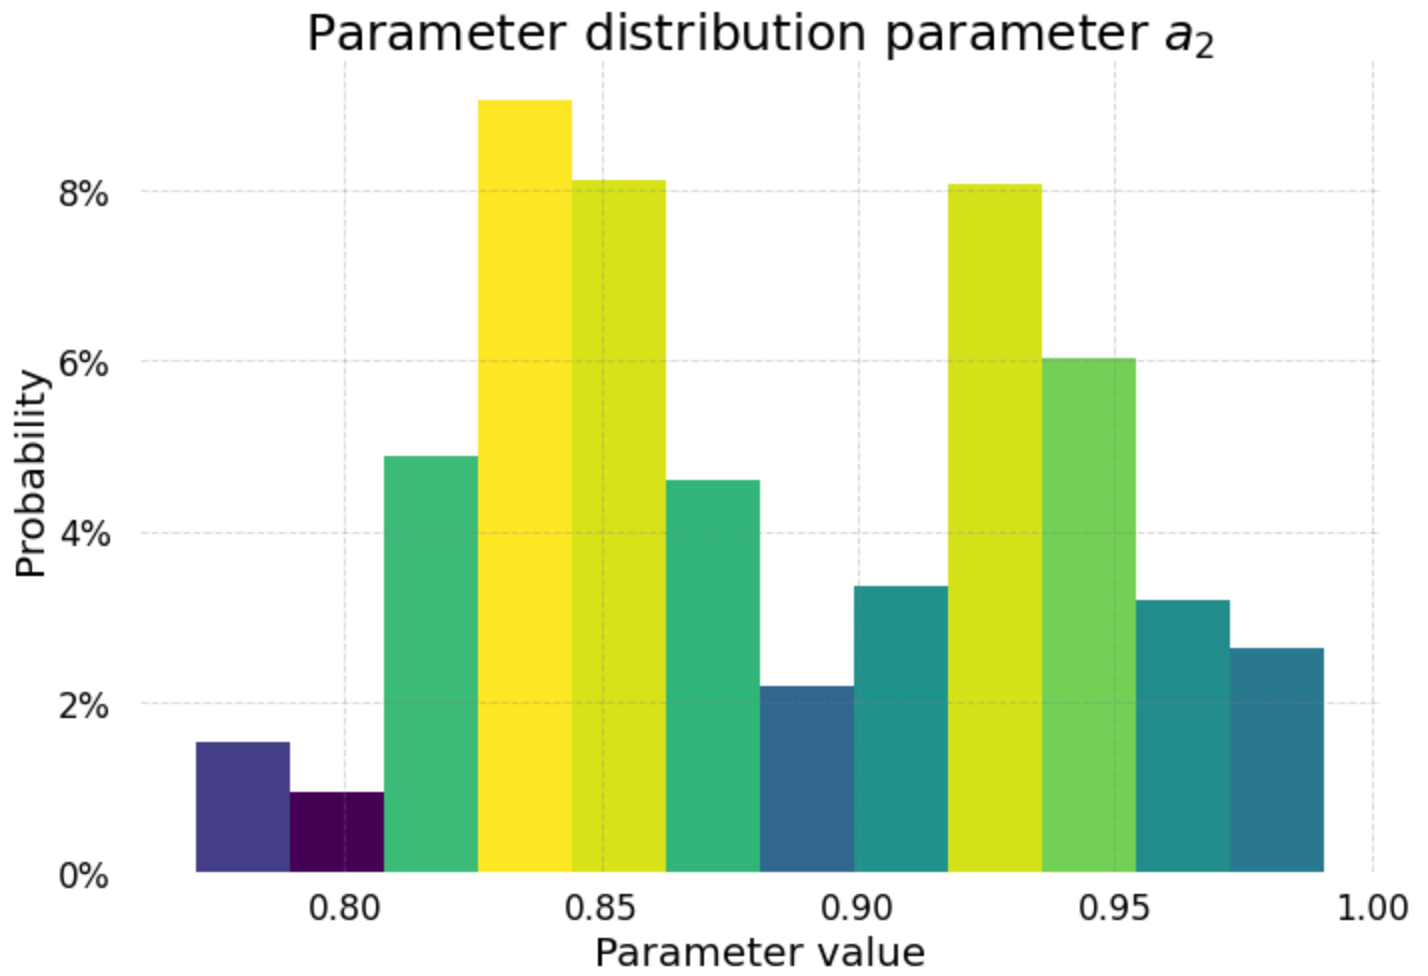 Parameter distribution parameter a₂
8%
6%
4%
2%
0%
Probability
0.80 0.85 0.90 0.95 1.00
Parameter value